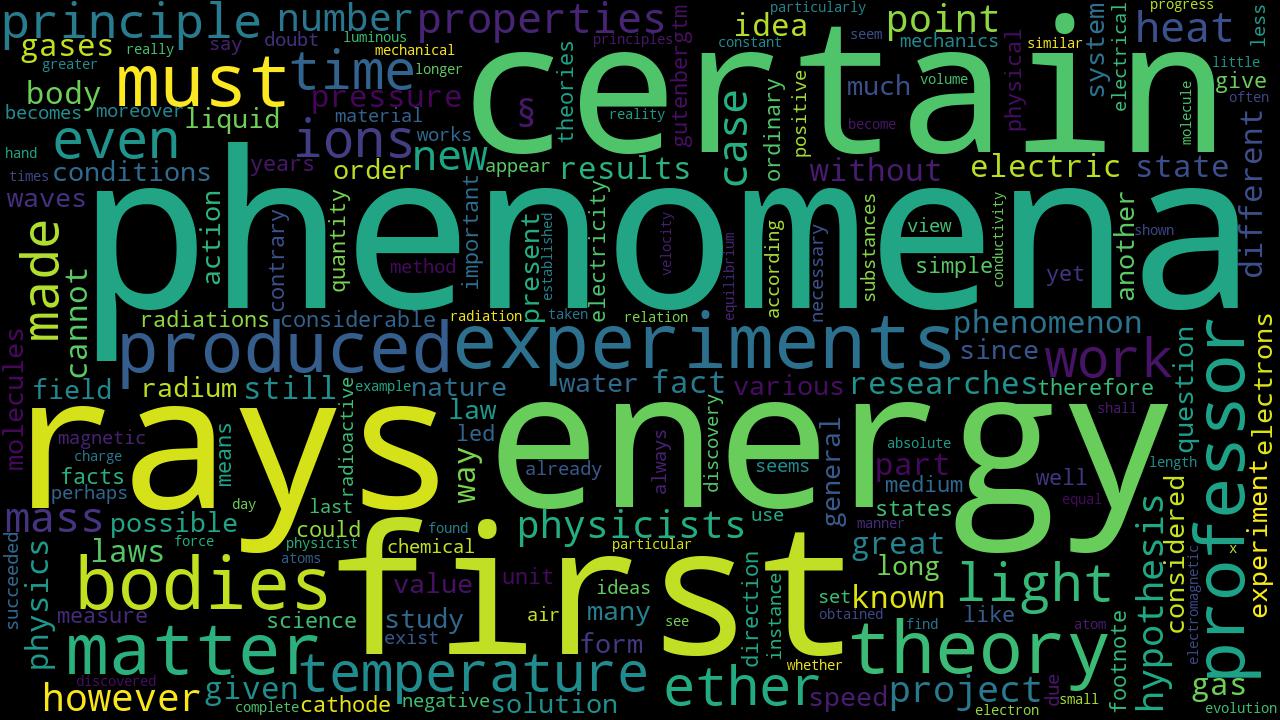 principle
number
properties
particularly
idea
point
progress
heat
less
gases
really
say
doubt
luminous
mechanical
principles
constant
seem
mechanics
similar
system
electrical
greater
must
time
longer
certain
physical
little
body
pressure
§
theories
gutenbergtm
case
ordinary
positive
much
volume
molecule
give
often
becomes
moreover
liquid
material
reality
become
different
even
ions
works
new
hand
times
conditions
years
order
appear
results
without
electric
state
waves
phenomena
made
cannot
action
contrary
quantity
method
important
present
established
electricity
velocity
equilibrium
according
necessary
substances
view
simple
conductivity
yet
another
shown
radiations
considerable
radiation
taken
relation
molecules
produced
experiments
phenomenon
since
work
question
professor
electrons
field
radium
still
radioactive
example
nature
water
fact
various
researches
therefore
rays
energy
law
led
way
magnetic
charge
means
facts
perhaps
day
last
already
always
discovery
seems
general
absolute
part
medium
well
shall
length
equal
states
mass
possible
could
found
physicists
use
manner
succeeded
physics
laws
force
physicist
atoms
chemical
first
particular
great
long
hypothesis
considered
x
experiment
bodies
value
unit
ideas
light
known
set
measure
science
study
exist
air
many
see
direction
instance
obtained
find
like
electromagnetic
matter
form
theory
atom
footnote
temperature
whether
discovered
however
given
complete
cathode
negative
solution
ether
speed
project
electron
due
small
gas
evolution